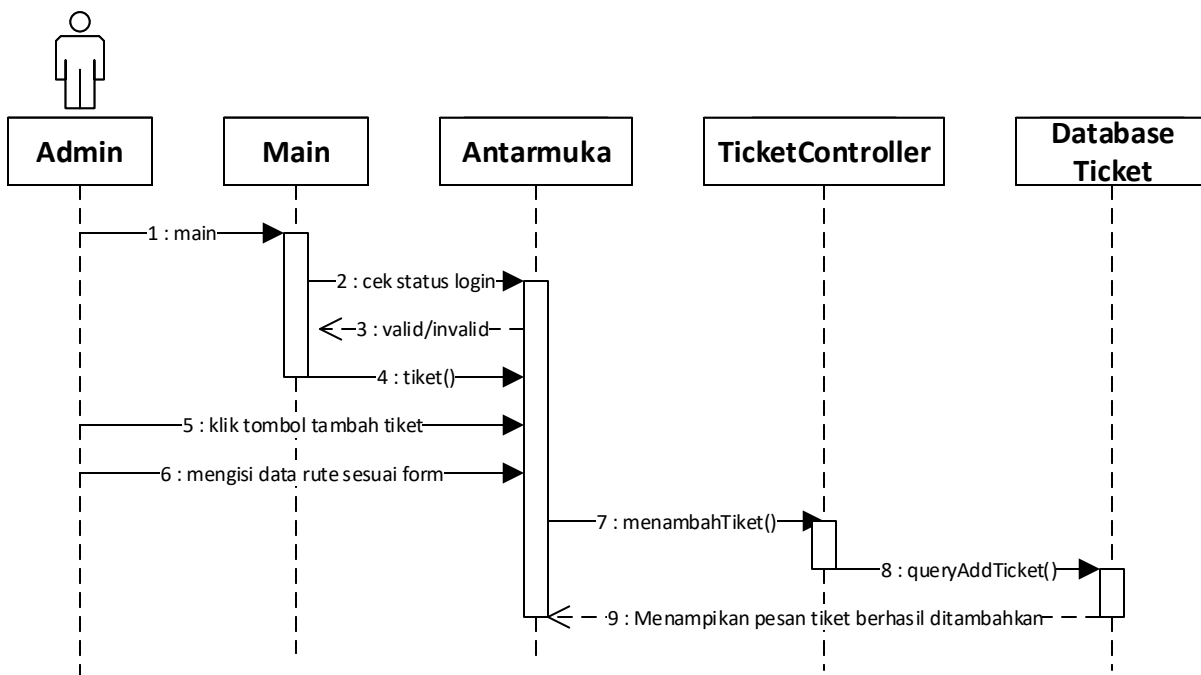 Admin
Main
Antarmuka
TicketController
Database
Ticket
1 : main
2 : cek status login
3 : valid/invalid
4 : tiket()
5 : klik tombol tambah tiket
6 : mengisi data rute sesuai form
7 : menambahTiket()
8 : queryAddTicket()
9 : Menampikan pesan tiket berhasil ditambahkan